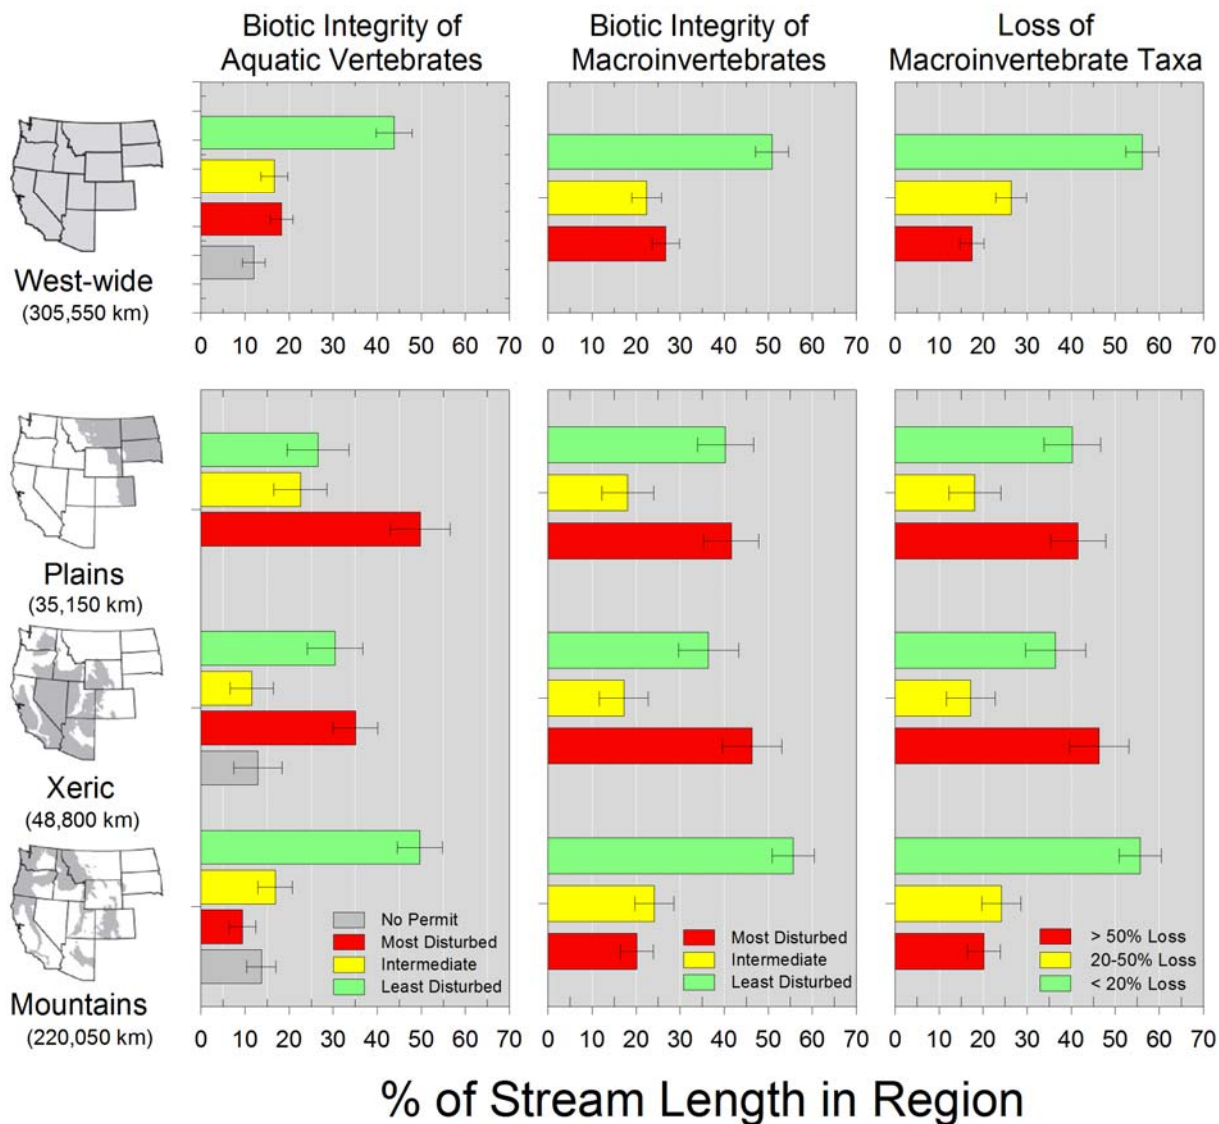 Biotic Integrity of
Aquatic Vertebrates
Biotic Integrity of
Macroinvertebrates
Loss of
Macroinvertebrate Taxa
West-wide
(305,550 km)
0 10 20 30 40 50 60 70
0 10 20 30 40 50 60 70
0 10 20 30 40 50 60 70
Plains
(35,150 km)
Xeric
(48,800 km)
Mountains
(220,050 km)
No Permit
Most Disturbed
Intermediate
Least Disturbed
Most Disturbed
Intermediate
Least Disturbed
> 50% Loss
20-50% Loss
< 20% Loss
0 10 20 30 40 50 60 70
0 10 20 30 40 50 60 70
0 10 20 30 40 50 60 70
% of Stream Length in Region